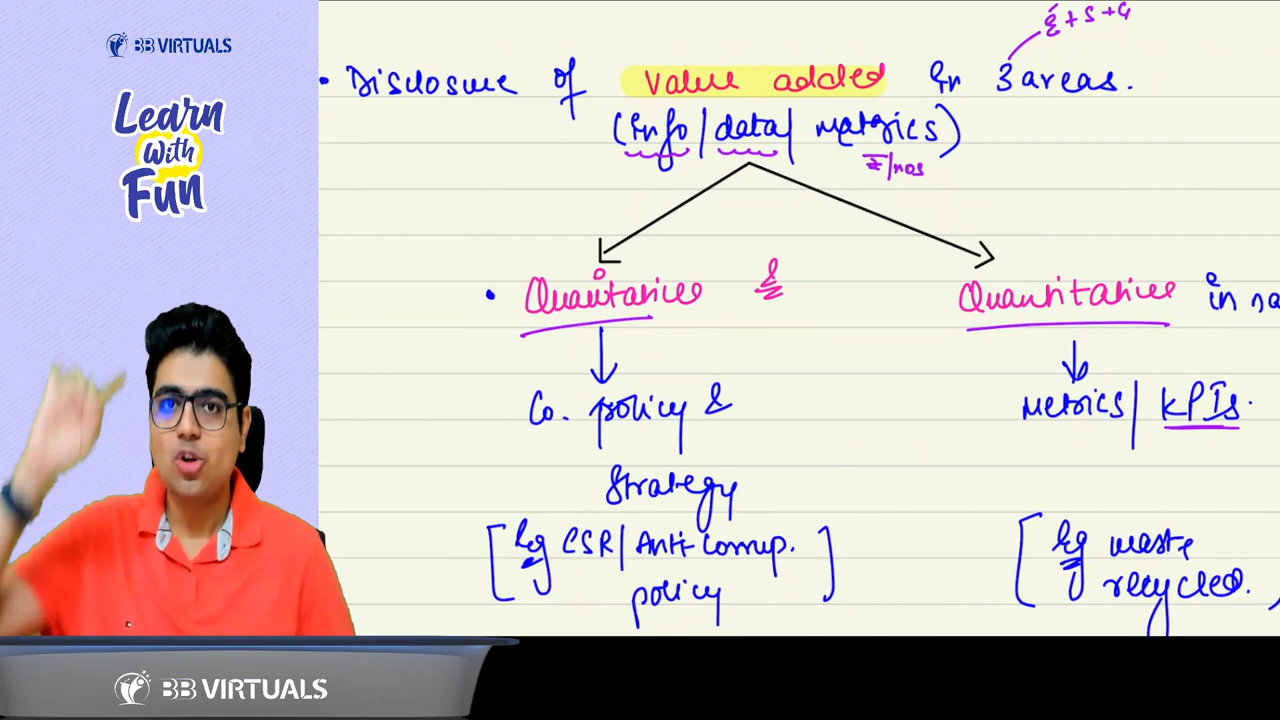 BB VIRTUALS
Learn
With
Fun
E + S + G
• Disclosure of value added in 3 areas.
(Info / data / metrics)
₹/nos
• Qualitative &
Quantitative in
Co. policy &
Strategy
Metrics / KPIs.
[Eg CSR / Anti-corrup.
policy]
[Eg waste
recycled.
BB VIRTUALS